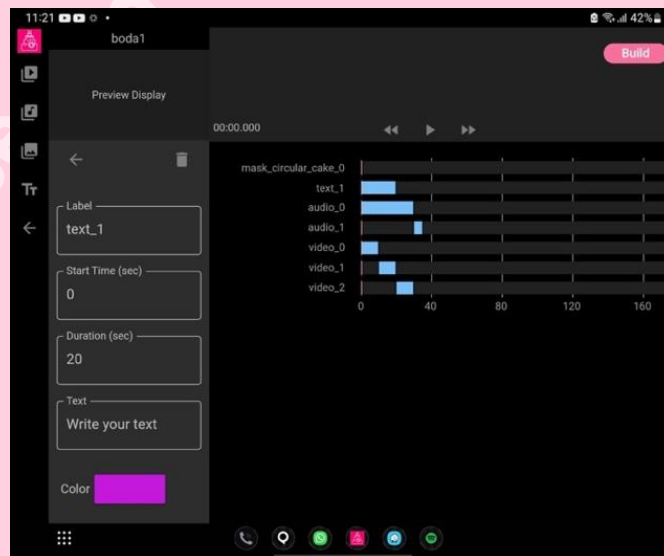 11:21
42%
boda1
Build
Preview Display
00:00.000
Label
text_1
Start Time (sec)
0
Duration (sec)
20
Text
Write your text
Color
Tт
mask_circular_cake_0
text_1
audio_0
audio_1
video_0
video_1
video_2
0 40 80 120 160